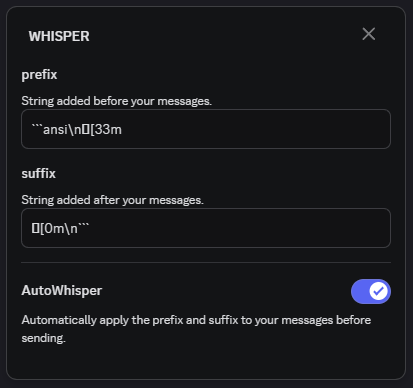 WHISPER
prefix
String added before your messages.
```ansi\n▯[33m
suffix
String added after your messages.
▯[0m\n```
AutoWhisper
Automatically apply the prefix and suffix to your messages before
sending.